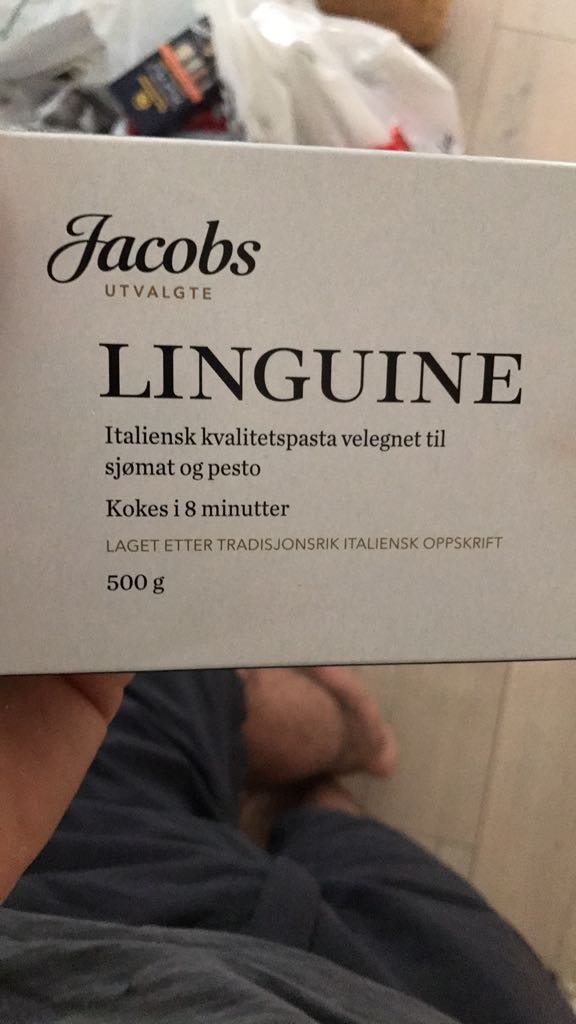 Jacobs
UTVALGTE
LINGUINE
Italiensk kvalitetspasta velegnet til
sjømat og pesto
Kokes i 8 minutter
LAGET ETTER TRADISJONSRIK ITALIENSK OPPSKRIFT
500 g